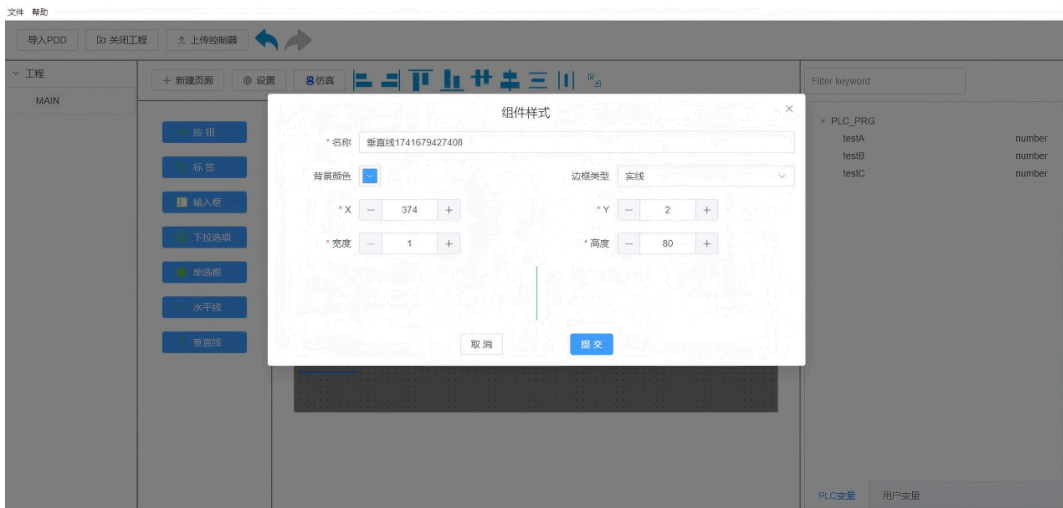 文件 帮助
导入PDD 关闭工程 上传控制器
工程
MAIN
新建页面 设置 仿真
按钮
标签
输入框
下拉选项
单选框
水平线
垂直线
组件样式
* 名称 垂直线1741679427408
背景颜色 边框类型 实线
* X 374 * Y 2
* 宽度 1 * 高度 80
取消 提交
Filter keyword
PLC_PRG
testA number
testB number
testC number
PLC变量 用户变量